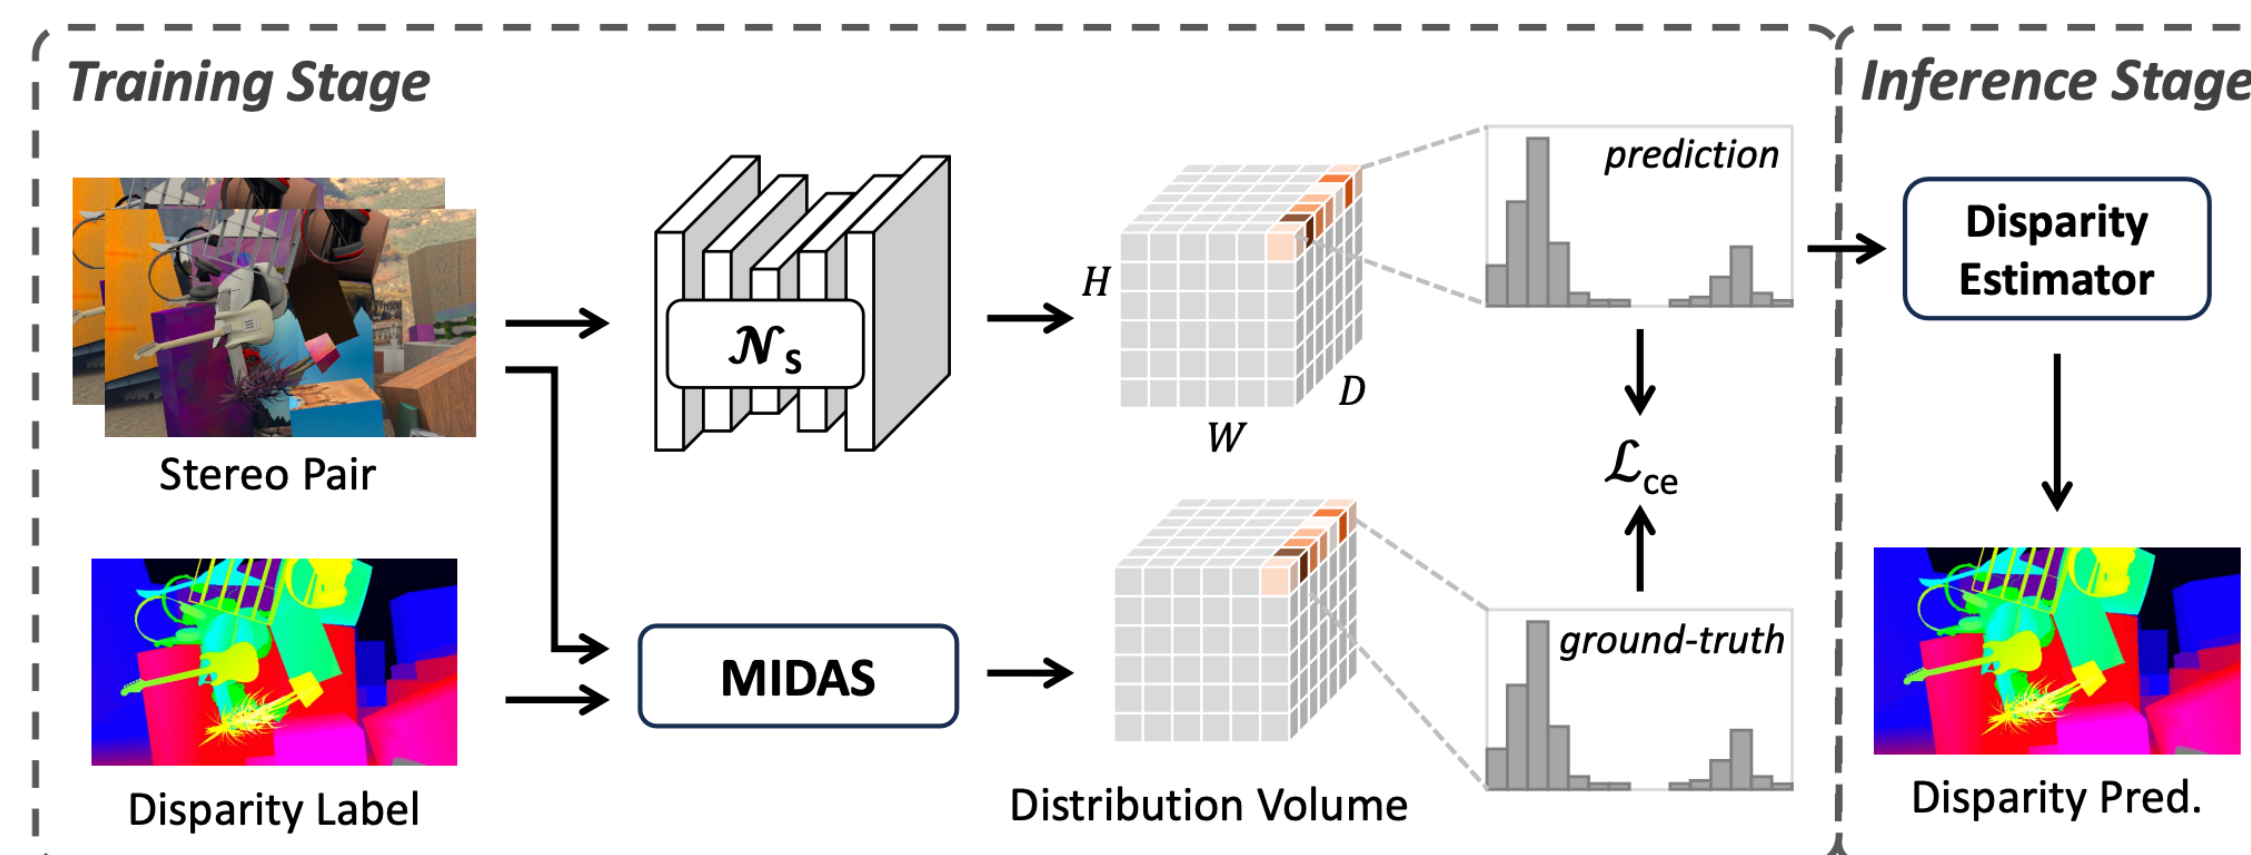 Training Stage
Inference Stage
prediction
Disparity
Estimator
H
𝒩s
D
W
Stereo Pair
ℒce
ground-truth
MIDAS
Disparity Label
Distribution Volume
Disparity Pred.